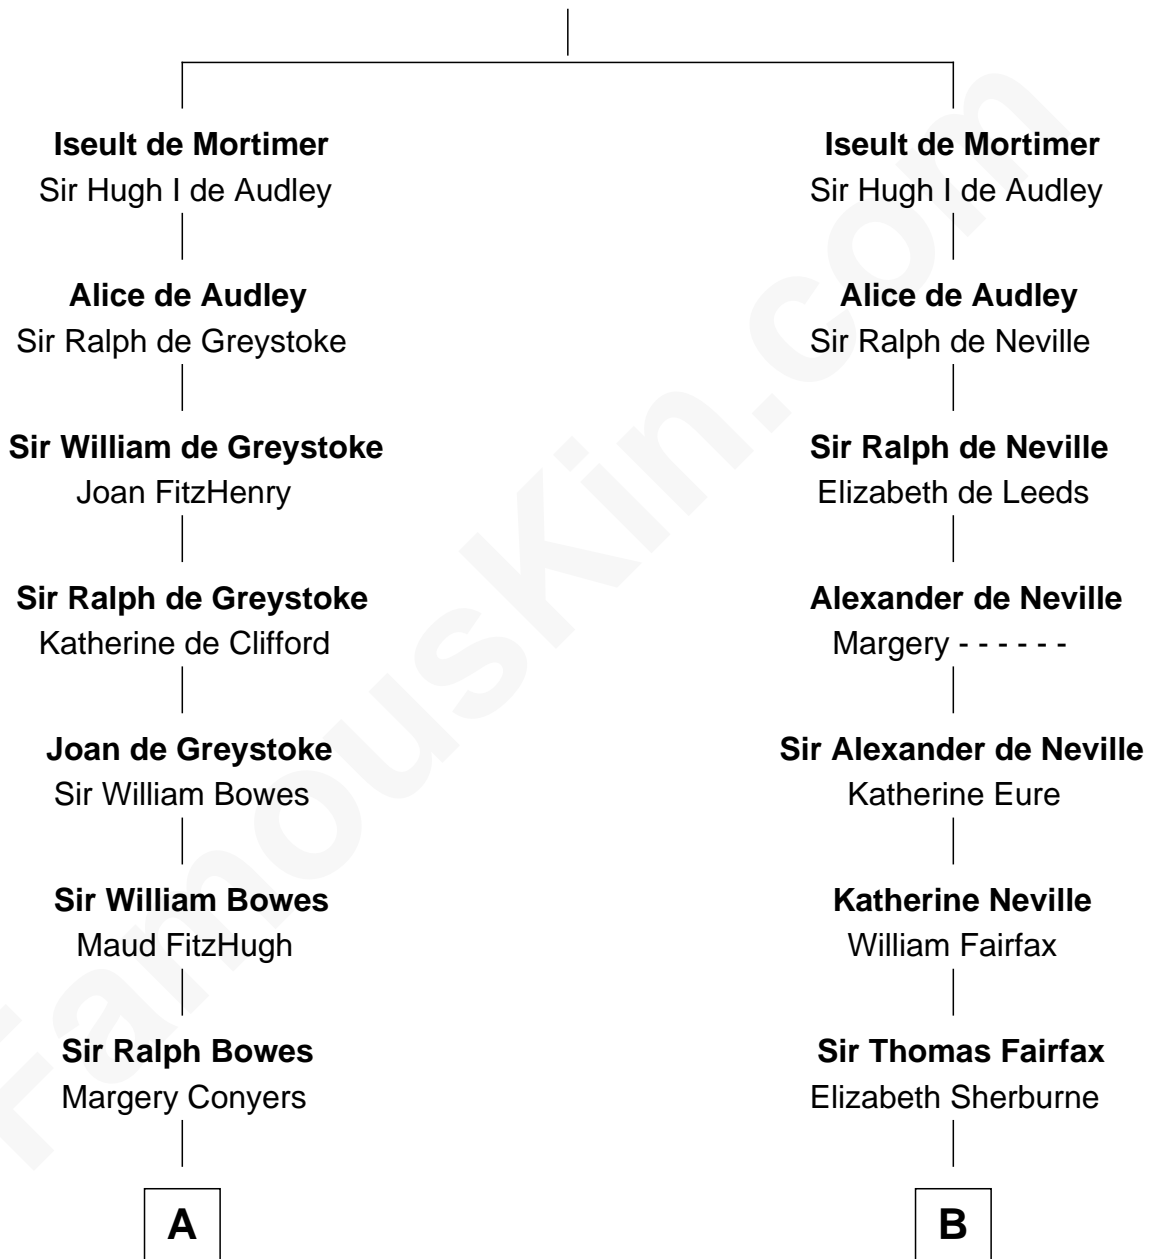 Iseult de Mortimer
Sir Hugh I de Audley
Alice de Audley
Sir Ralph de Greystoke
Sir William de Greystoke
Joan FitzHenry
Sir Ralph de Greystoke
Katherine de Clifford
Joan de Greystoke
Sir William Bowes
Sir William Bowes
Maud FitzHugh
Sir Ralph Bowes
Margery Conyers
A
Iseult de Mortimer
Sir Hugh I de Audley
Alice de Audley
Sir Ralph de Neville
Sir Ralph de Neville
Elizabeth de Leeds
Alexander de Neville
Margery - - - - - -
Sir Alexander de Neville
Katherine Eure
Katherine Neville
William Fairfax
Sir Thomas Fairfax
Elizabeth Sherburne
B
FamousKin.com